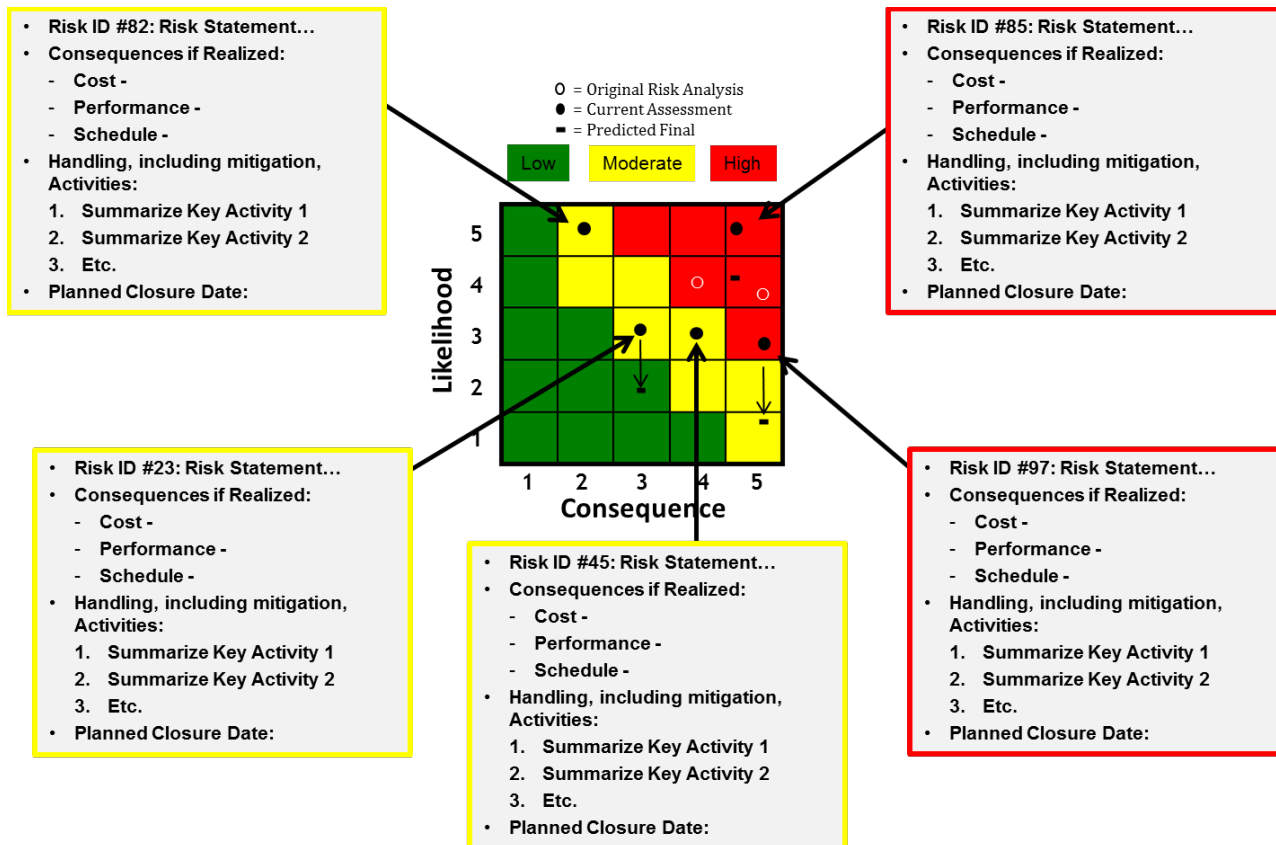 • Risk ID #82: Risk Statement…
• Consequences if Realized:
- Cost -
- Performance -
- Schedule -
• Handling, including mitigation,
Activities:
1. Summarize Key Activity 1
2. Summarize Key Activity 2
3. Etc.
• Planned Closure Date:
O = Original Risk Analysis
● = Current Assessment
- = Predicted Final
Low Moderate High
• Risk ID #85: Risk Statement…
• Consequences if Realized:
- Cost -
- Performance -
- Schedule -
• Handling, including mitigation,
Activities:
1. Summarize Key Activity 1
2. Summarize Key Activity 2
3. Etc.
• Planned Closure Date:
Likelihood
5
4
3
2
1
1 2 3 4 5
Consequence
• Risk ID #23: Risk Statement…
• Consequences if Realized:
- Cost -
- Performance -
- Schedule -
• Handling, including mitigation,
Activities:
1. Summarize Key Activity 1
2. Summarize Key Activity 2
3. Etc.
• Planned Closure Date:
• Risk ID #45: Risk Statement…
• Consequences if Realized:
- Cost -
- Performance -
- Schedule -
• Handling, including mitigation,
Activities:
1. Summarize Key Activity 1
2. Summarize Key Activity 2
3. Etc.
• Planned Closure Date:
• Risk ID #97: Risk Statement…
• Consequences if Realized:
- Cost -
- Performance -
- Schedule -
• Handling, including mitigation,
Activities:
1. Summarize Key Activity 1
2. Summarize Key Activity 2
3. Etc.
• Planned Closure Date: